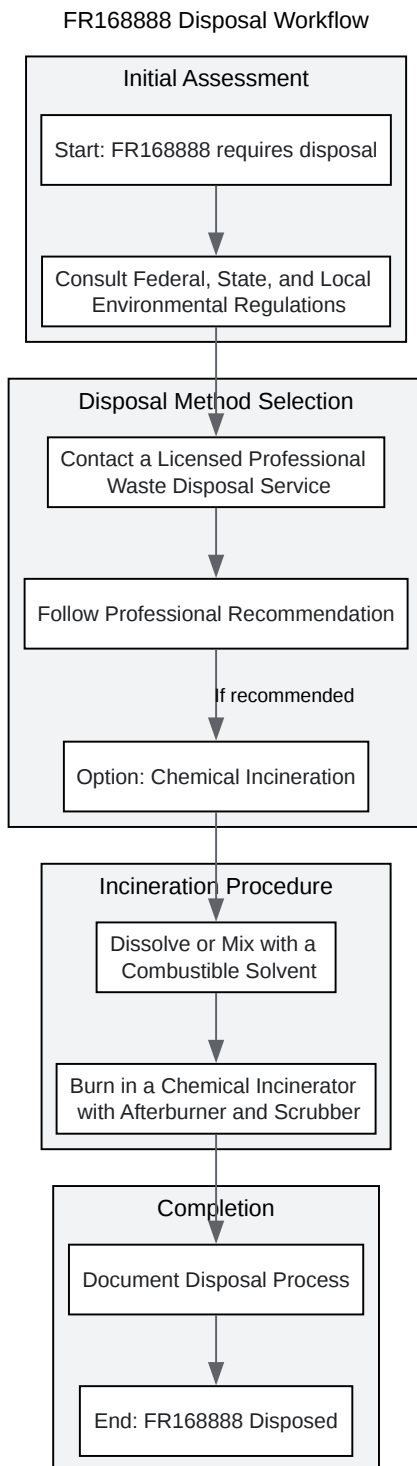 FR168888 Disposal Workflow
Initial Assessment
Start: FR168888 requires disposal
Consult Federal, State, and Local
Environmental Regulations
Disposal Method Selection
Contact a Licensed Professional
Waste Disposal Service
Follow Professional Recommendation
If recommended
Option: Chemical Incineration
Incineration Procedure
Dissolve or Mix with a
Combustible Solvent
Burn in a Chemical Incinerator
with Afterburner and Scrubber
Completion
Document Disposal Process
End: FR168888 Disposed